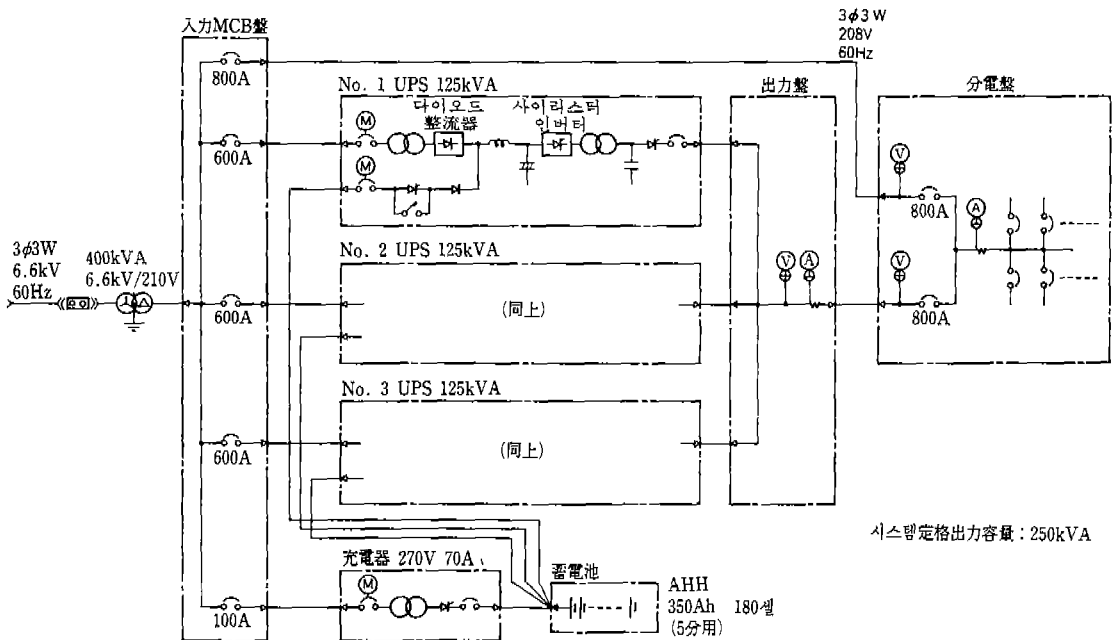 入力MCB盤
3φ3W
208V
60Hz
800A
No. 1 UPS 125kVA
出力盤
分電盤
다이오드
整流器
사이리스터
인버터
M
600A
M
V
800A
A
3φ3W
6.6kV
60Hz
400kVA
6.6kV/210V
No. 2 UPS 125kVA
(同上)
600A
V
A
V
800A
No. 3 UPS 125kVA
(同上)
600A
시스템定格出力容量：250kVA
充電器 270V 70A
M
100A
蓄電池
AHH
350Ah 180셀
(5分用)